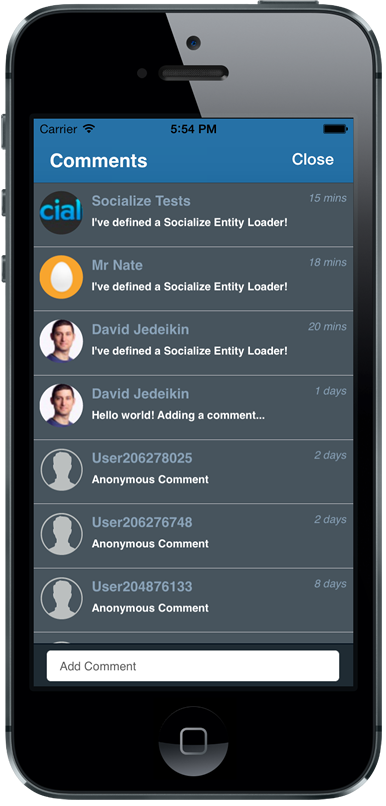 Carrier 5:54 PM
Comments Close
cial
Socialize Tests 15 mins
I've defined a Socialize Entity Loader!
Mr Nate 18 mins
I've defined a Socialize Entity Loader!
David Jedeikin 20 mins
I've defined a Socialize Entity Loader!
David Jedeikin 1 days
Hello world! Adding a comment...
User206278025 2 days
Anonymous Comment
User206276748 2 days
Anonymous Comment
User204876133 8 days
Anonymous Comment
Add Comment